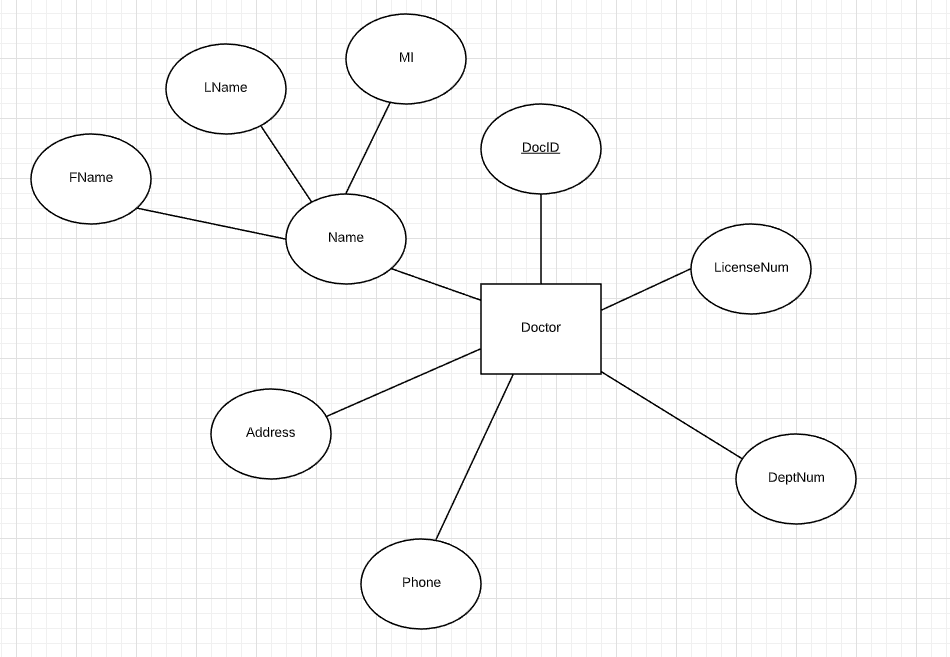 MI
LName
DocID
FName
Name
LicenseNum
Doctor
Address
DeptNum
Phone